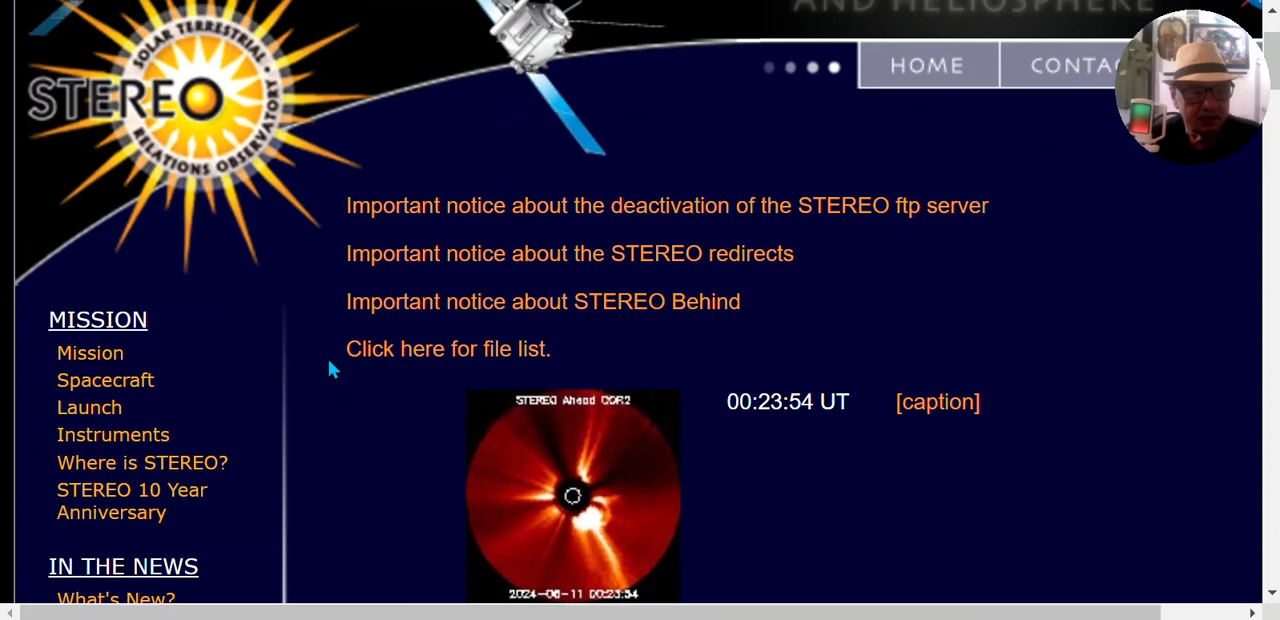 AND HELIOSPHERE
SOLAR TERRESTRIAL
STEREO
RELATIONS OBSERVATORY
HOME
Important notice about the deactivation of the STEREO ftp server
Important notice about the STEREO redirects
Important notice about STEREO Behind
Click here for file list.
MISSION
Mission
Spacecraft
Launch
Instruments
Where is STEREO?
STEREO 10 Year
Anniversary
IN THE NEWS
What's New?
STEREO Ahead COR2
2024-06-11 00:23:54
00:23:54 UT [caption]